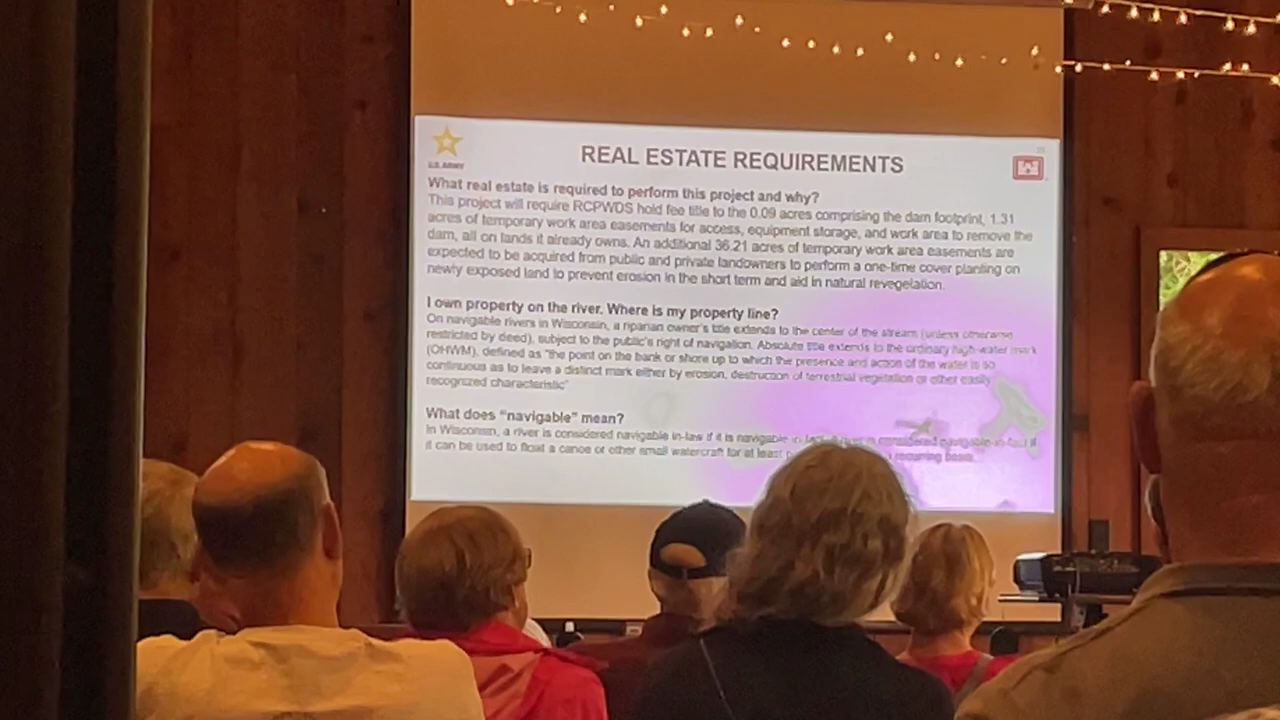 U.S. ARMY
REAL ESTATE REQUIREMENTS
What real estate is required to perform this project and why?
This project will require RCPWDS hold fee title to the 0.09 acres comprising the dam footprint, 1.31
acres of temporary work area easements for access, equipment storage, and work area to remove the
dam, all on lands it already owns. An additional 36.21 acres of temporary work area easements are
expected to be acquired from public and private landowners to perform a one-time cover planting on
newly exposed land to prevent erosion in the short term and aid in natural revegetation.
I own property on the river. Where is my property line?
On navigable rivers in Wisconsin, a riparian owner's title extends to the center of the stream (unless otherwise
restricted by deed), subject to the public's right of navigation. Absolute title extends to the ordinary high-water mark
(OHWM), defined as "the point on the bank or shore up to which the presence and action of the water is so
continuous as to leave a distinct mark either by erosion, destruction of terrestrial vegetation or other easily
recognized characteristic"
What does "navigable" mean?
In Wisconsin, a river is considered navigable in-law if it is navigable in-fact. A river is considered navigable-in-fact if
it can be used to float a canoe or other small watercraft for at least recurring basis.